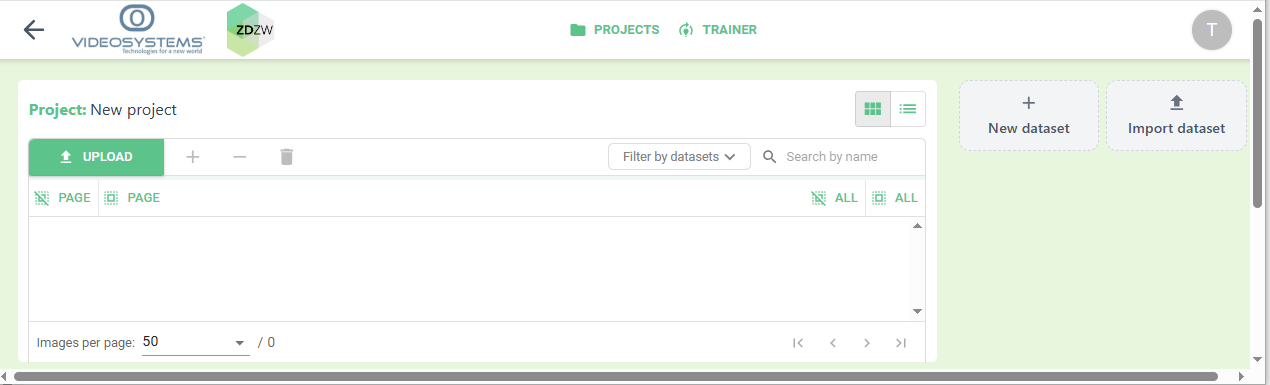 VIDEOSYSTEMS®
Technologies for a new world
ZDZW
PROJECTS
TRAINER
T
Project: New project
New dataset
Import dataset
UPLOAD
Filter by datasets
Search by name
PAGE
PAGE
ALL
ALL
Images per page: 50 / 0